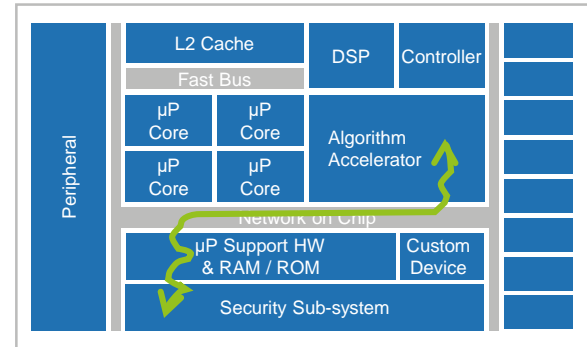 Peripheral
L2 Cache
Fast Bus
DSP
Controller
µP
Core
µP
Core
µP
Core
µP
Core
Algorithm
Accelerator
Network on Chip
µP Support HW
& RAM / ROM
Custom
Device
Security Sub-system